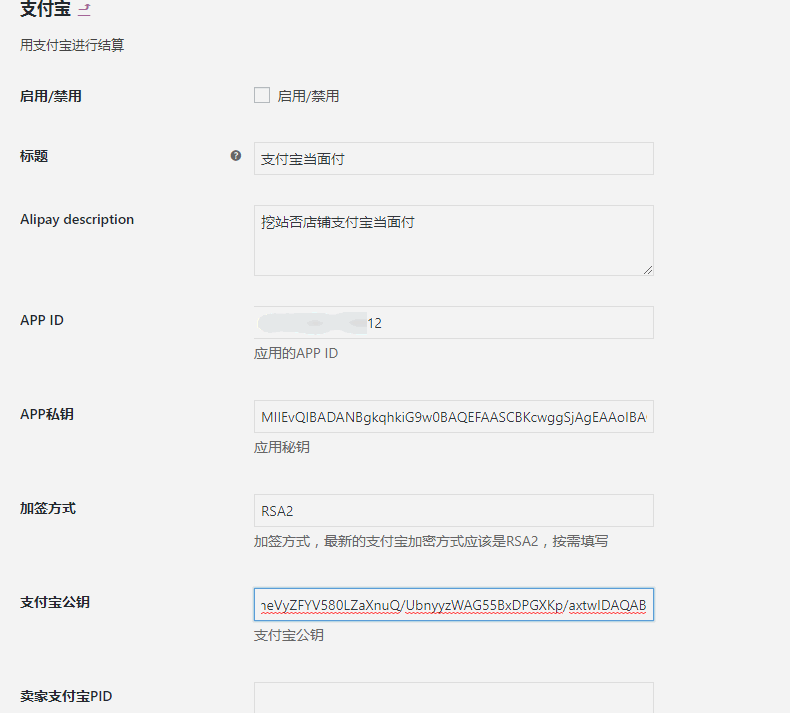 支付宝
用支付宝进行结算
启用/禁用
启用/禁用
标题
支付宝当面付
Alipay description
挖站否店铺支付宝当面付
APP ID
12
应用的APP ID
APP私钥
MIIEvQIBADANBgkqhkiG9w0BAQEFAASCBKcwggSjAgEAAoIBA
应用秘钥
加签方式
RSA2
加签方式，最新的支付宝加密方式应该是RSA2，按需填写
支付宝公钥
eVyZFYV580LZaXnuQ/UbnyyzWAG55BxDPGXKp/axtwIDAQAB
支付宝公钥
卖家支付宝PID